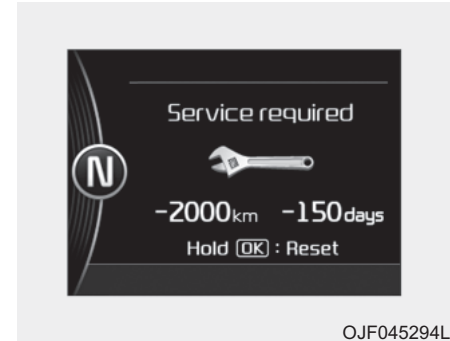 Service required
N
-2000km -150days
Hold OK : Reset
OJF045294L